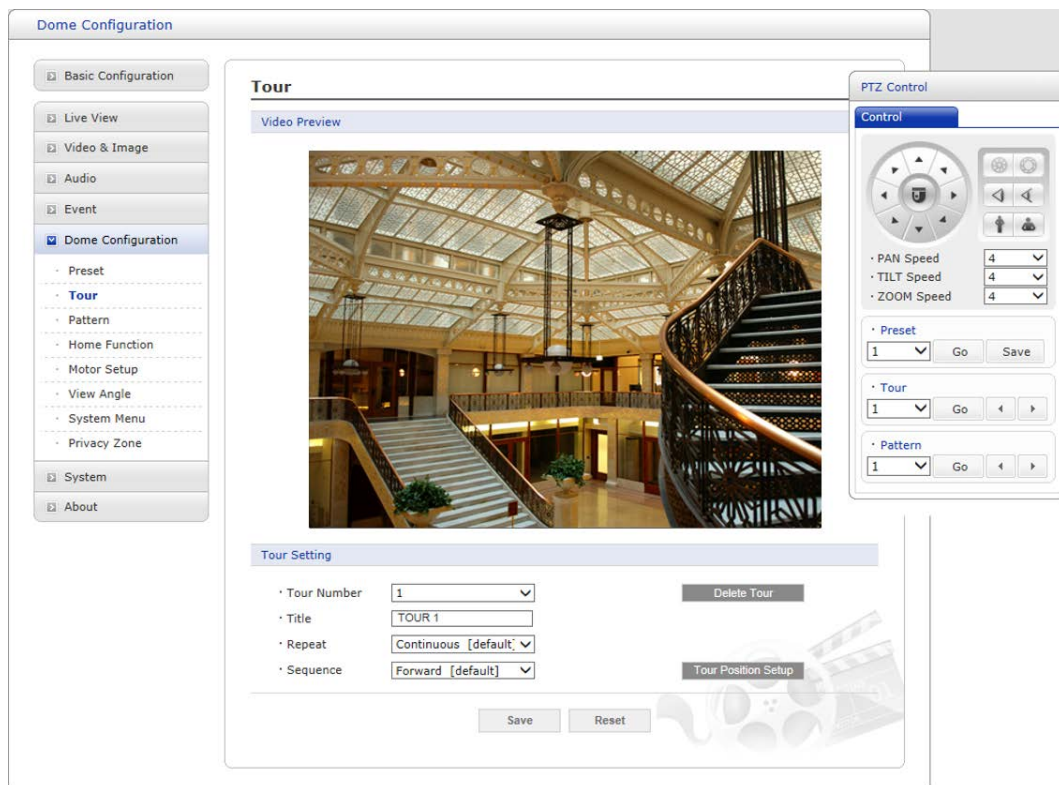 Dome Configuration
Basic Configuration
Live View
Video & Image
Audio
Event
Dome Configuration
Preset
Tour
Pattern
Home Function
Motor Setup
View Angle
System Menu
Privacy Zone
System
About
Tour
Video Preview
Tour Setting
Tour Number 1 Delete Tour
Title TOUR 1
Repeat Continuous [default]
Sequence Forward [default] Tour Position Setup
Save Reset
PTZ Control
Control
PAN Speed 4
TILT Speed 4
ZOOM Speed 4
Preset
1 Go Save
Tour
1 Go
Pattern
1 Go